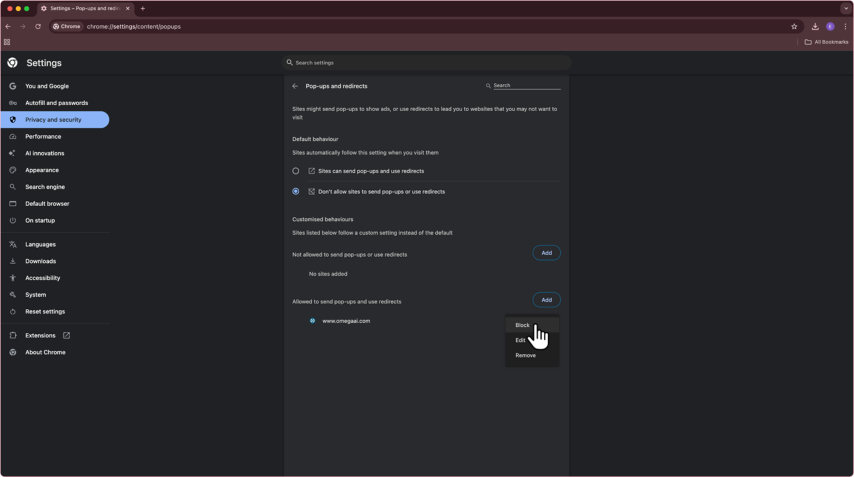 Settings – Pop-ups and redire
Chrome
chrome://settings/content/popups
E
All Bookmarks
Settings
Search settings
You and Google
Autofill and passwords
Privacy and security
Performance
AI innovations
Appearance
Search engine
Default browser
On startup
Languages
Downloads
Accessibility
System
Reset settings
Extensions
About Chrome
Pop-ups and redirects
Search
Sites might send pop-ups to show ads, or use redirects to lead you to websites that you may not want to
visit
Default behaviour
Sites automatically follow this setting when you visit them
Sites can send pop-ups and use redirects
Don't allow sites to send pop-ups or use redirects
Customised behaviours
Sites listed below follow a custom setting instead of the default
Not allowed to send pop-ups or use redirects
Add
No sites added
Allowed to send pop-ups and use redirects
Add
www.omegaai.com
Block
Edit
Remove